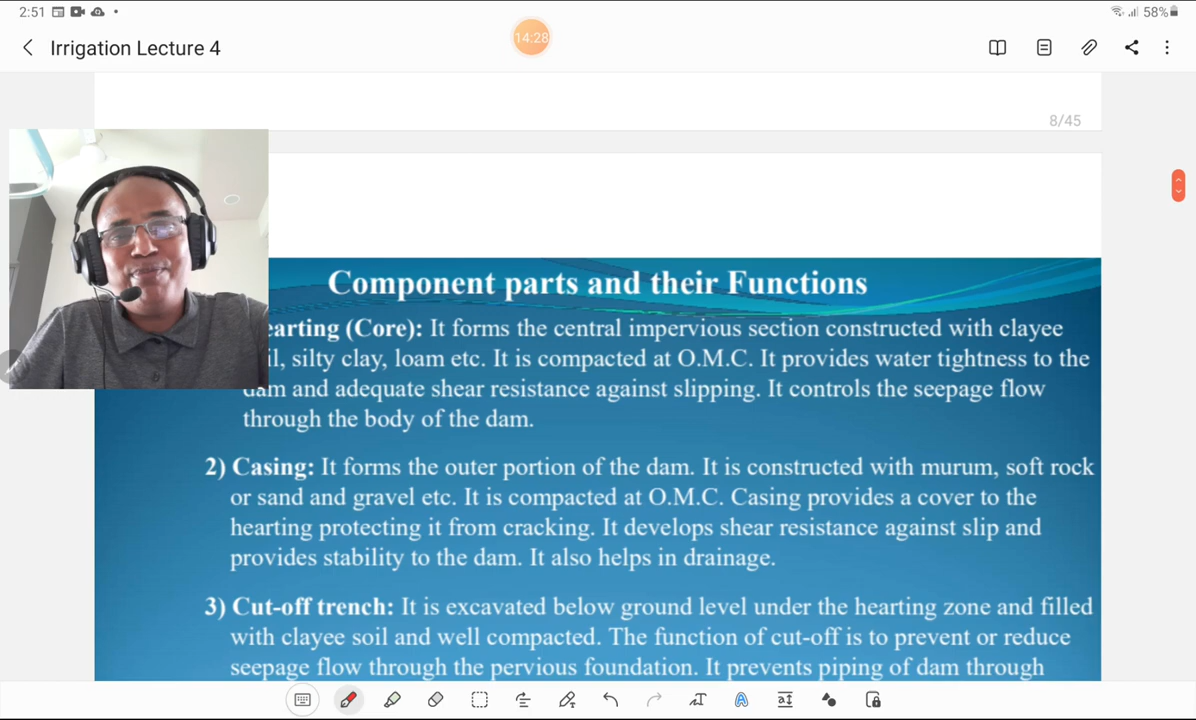 2:51
58%
14:28
Irrigation Lecture 4
8/45
Component parts and their Functions
earting (Core): It forms the central impervious section constructed with clayee
il, silty clay, loam etc. It is compacted at O.M.C. It provides water tightness to the
dam and adequate shear resistance against slipping. It controls the seepage flow
through the body of the dam.
2) Casing: It forms the outer portion of the dam. It is constructed with murum, soft rock
or sand and gravel etc. It is compacted at O.M.C. Casing provides a cover to the
hearting protecting it from cracking. It develops shear resistance against slip and
provides stability to the dam. It also helps in drainage.
3) Cut-off trench: It is excavated below ground level under the hearting zone and filled
with clayee soil and well compacted. The function of cut-off is to prevent or reduce
seepage flow through the pervious foundation. It prevents piping of dam through